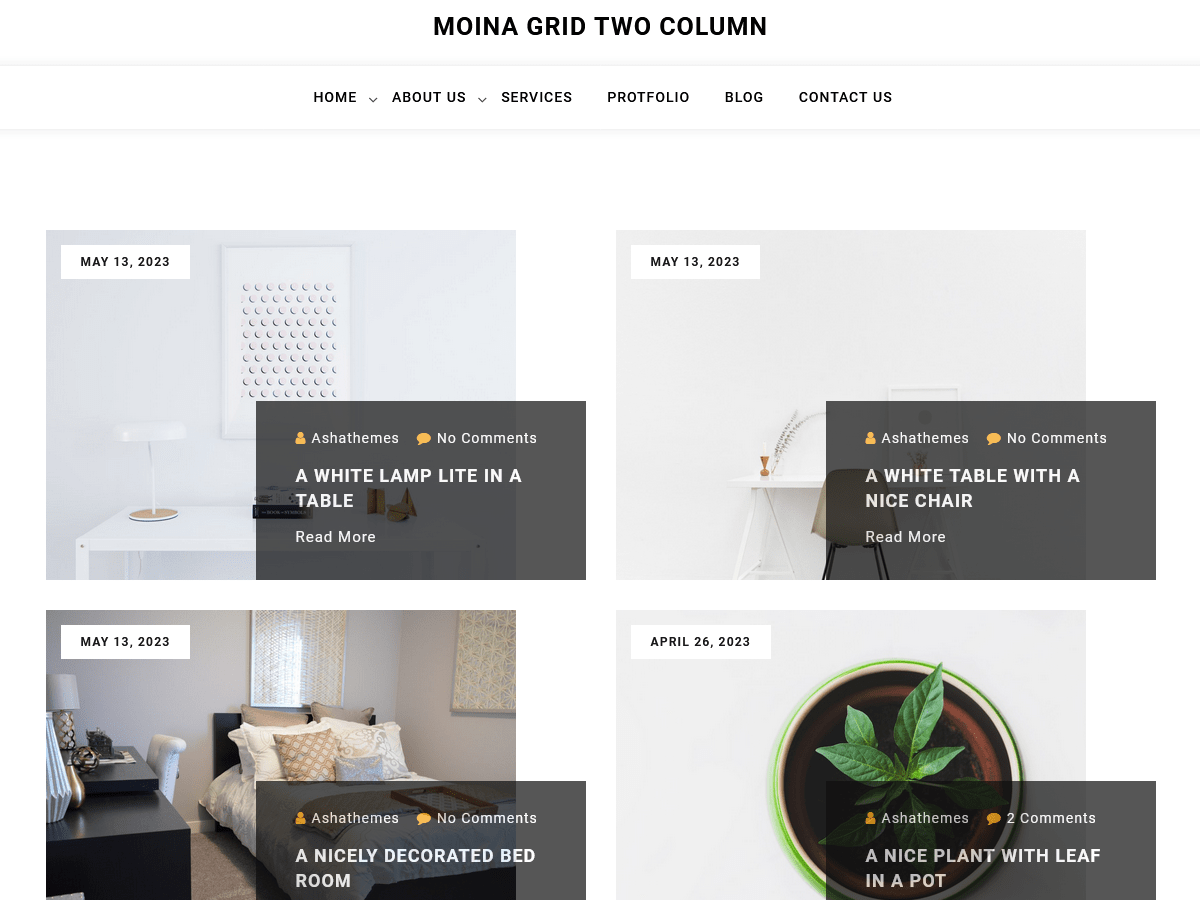 MOINA GRID TWO COLUMN
HOME ABOUT US SERVICES PROTFOLIO BLOG CONTACT US
MAY 13, 2023
Ashathemes No Comments
A WHITE LAMP LITE IN A
TABLE
Read More
MAY 13, 2023
Ashathemes No Comments
A WHITE TABLE WITH A
NICE CHAIR
Read More
MAY 13, 2023
Ashathemes No Comments
A NICELY DECORATED BED
ROOM
APRIL 26, 2023
Ashathemes 2 Comments
A NICE PLANT WITH LEAF
IN A POT